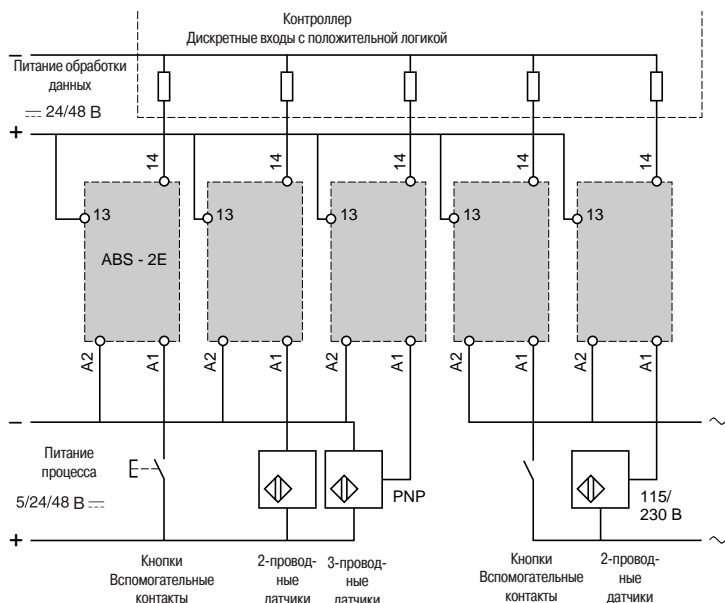 Контроллер
Дискретные входы с положительной логикой
−
Питание обработки
данных
24/48 В
+
14
14
14
14
14
13
13
13
13
13
ABS - 2E
A2
A1
A2
A1
A2
A1
A2
A1
A2
A1
−
~
Питание
процесса
5/24/48 В
PNP
115/
230 В
+
~
Кнопки
Вспомогательные
контакты
2-провод-
ные
датчики
3-провод-
ные
датчики
Кнопки
Вспомогательные
контакты
2-провод-
ные
датчики